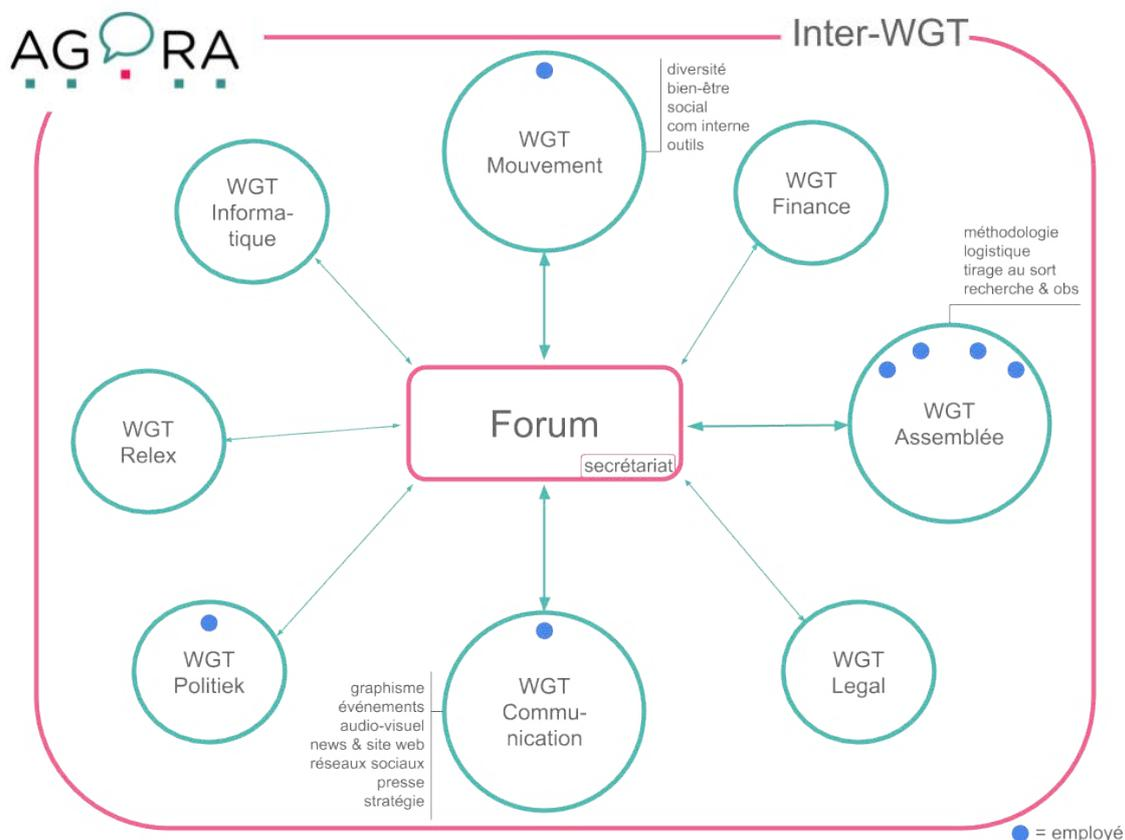 AGORA
Inter-WGT
WGT
Mouvement
diversité
bien-être
social
com interne
outils
WGT
Informa-
tique
WGT
Finance
méthodologie
logistique
tirage au sort
recherche & obs
WGT
Assemblée
WGT
Relex
Forum
secrétariat
WGT
Politiek
graphisme
événements
audio-visuel
news & site web
réseaux sociaux
presse
stratégie
WGT
Commu-
nication
WGT
Legal
= employé